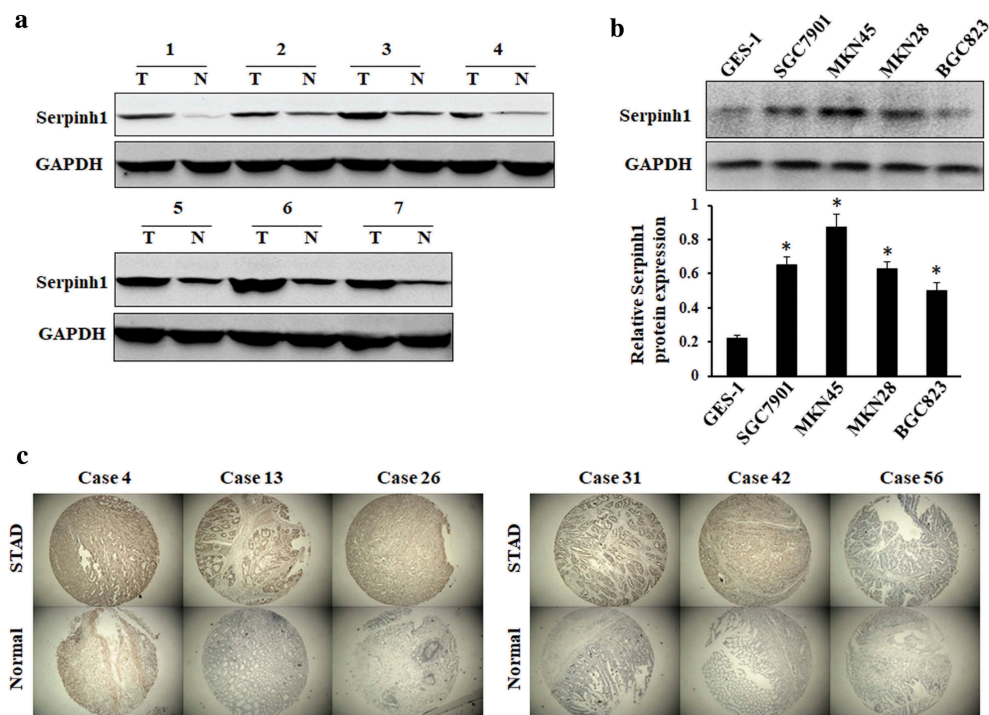 a
1 2 3 4
T N T N T N T N
Serpinh1
GAPDH
5 6 7
T N T N T N
Serpinh1
GAPDH
b
GES-1 SGC7901 MKN45 MKN28 BGC823
Serpinh1
GAPDH
Relative Serpinh1
protein expression
1
0.8
0.6
0.4
0.2
0
* * * *
GES-1 SGC7901 MKN45 MKN28 BGC823
c
Case 4 Case 13 Case 26 Case 31 Case 42 Case 56
STAD STAD
Normal Normal